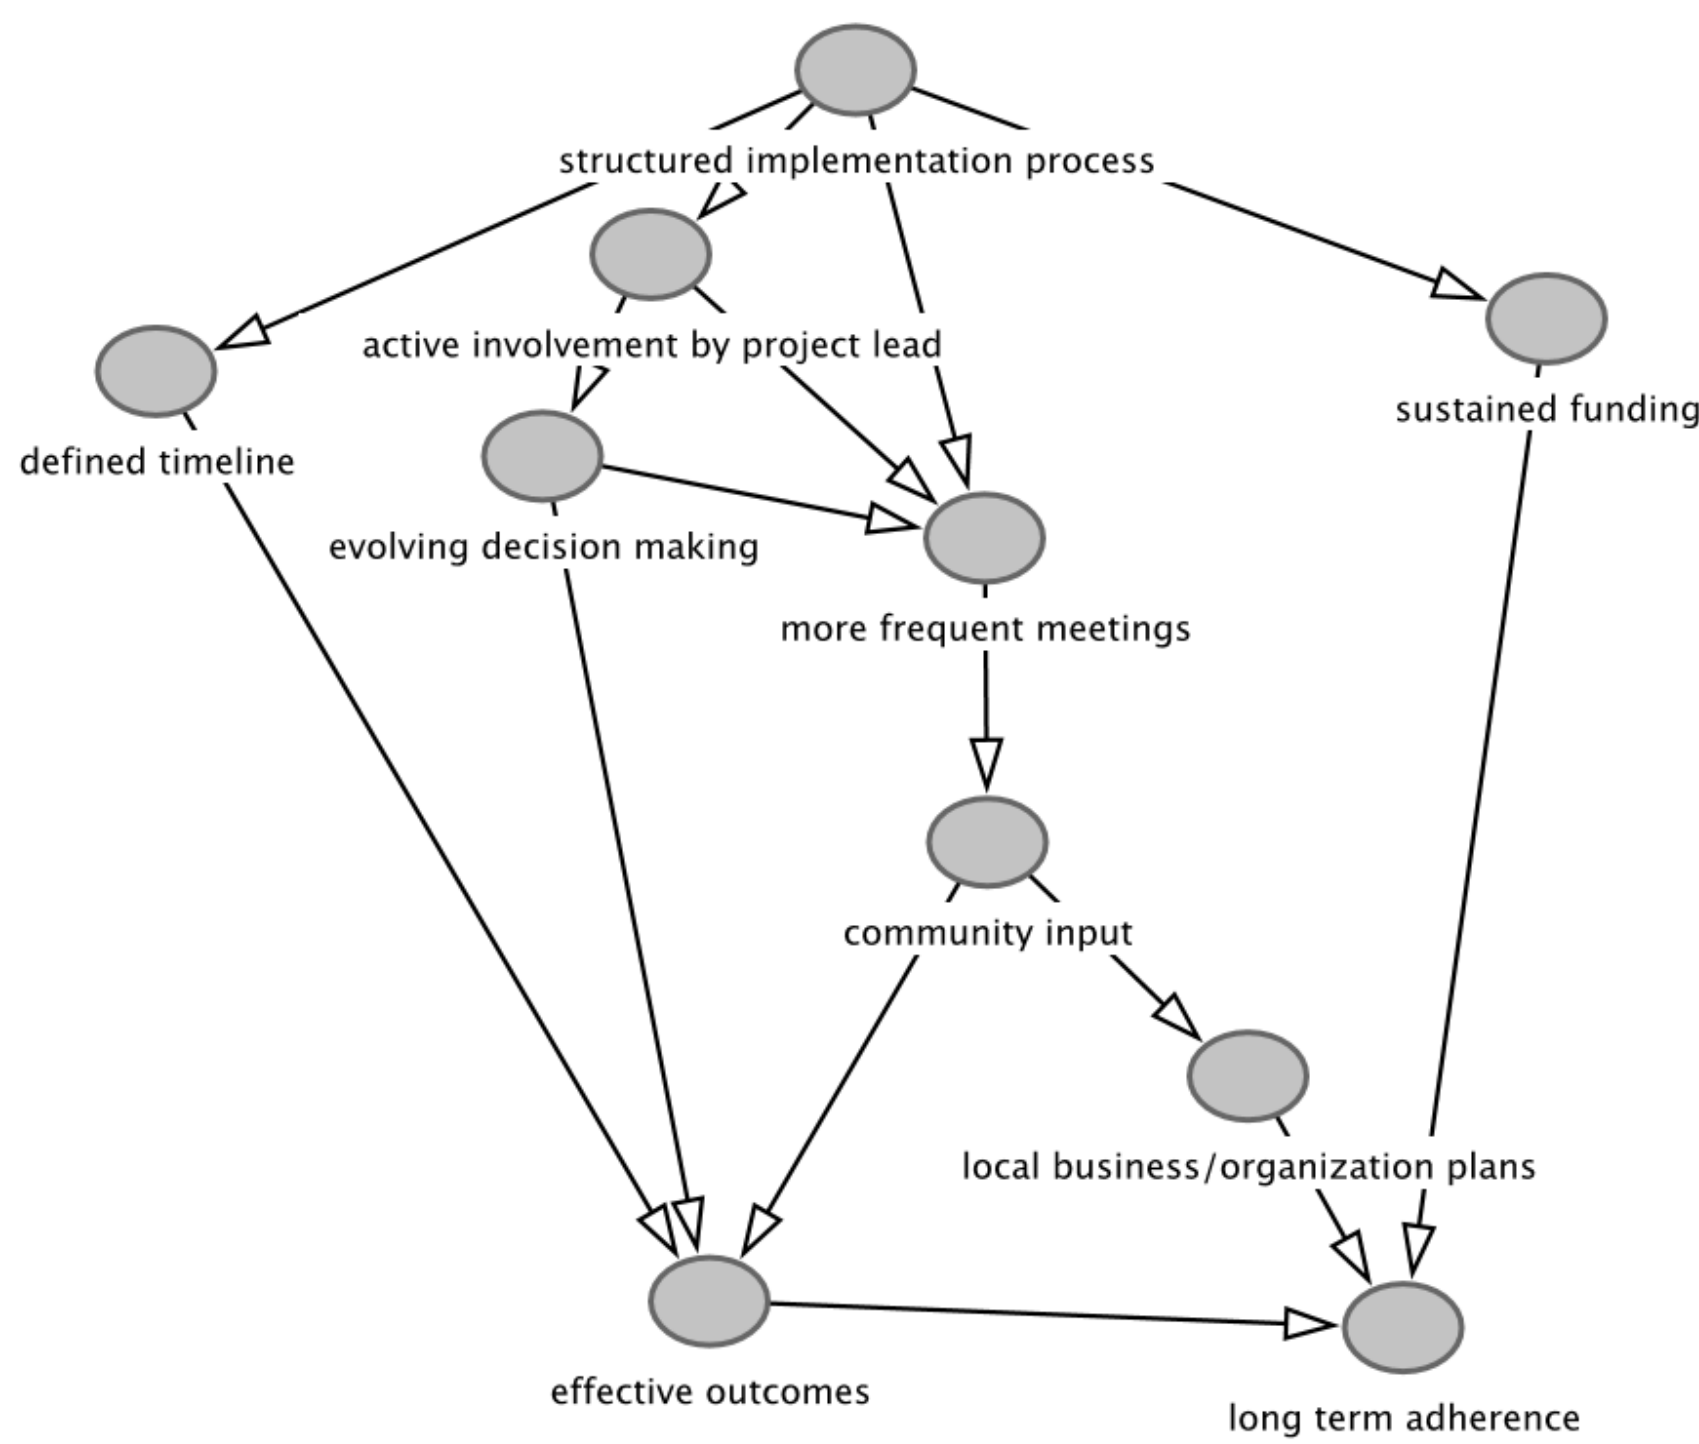 structured implementation process
active involvement by project lead
sustained funding
defined timeline
evolving decision making
more frequent meetings
community input
local business/organization plans
effective outcomes
long term adherence